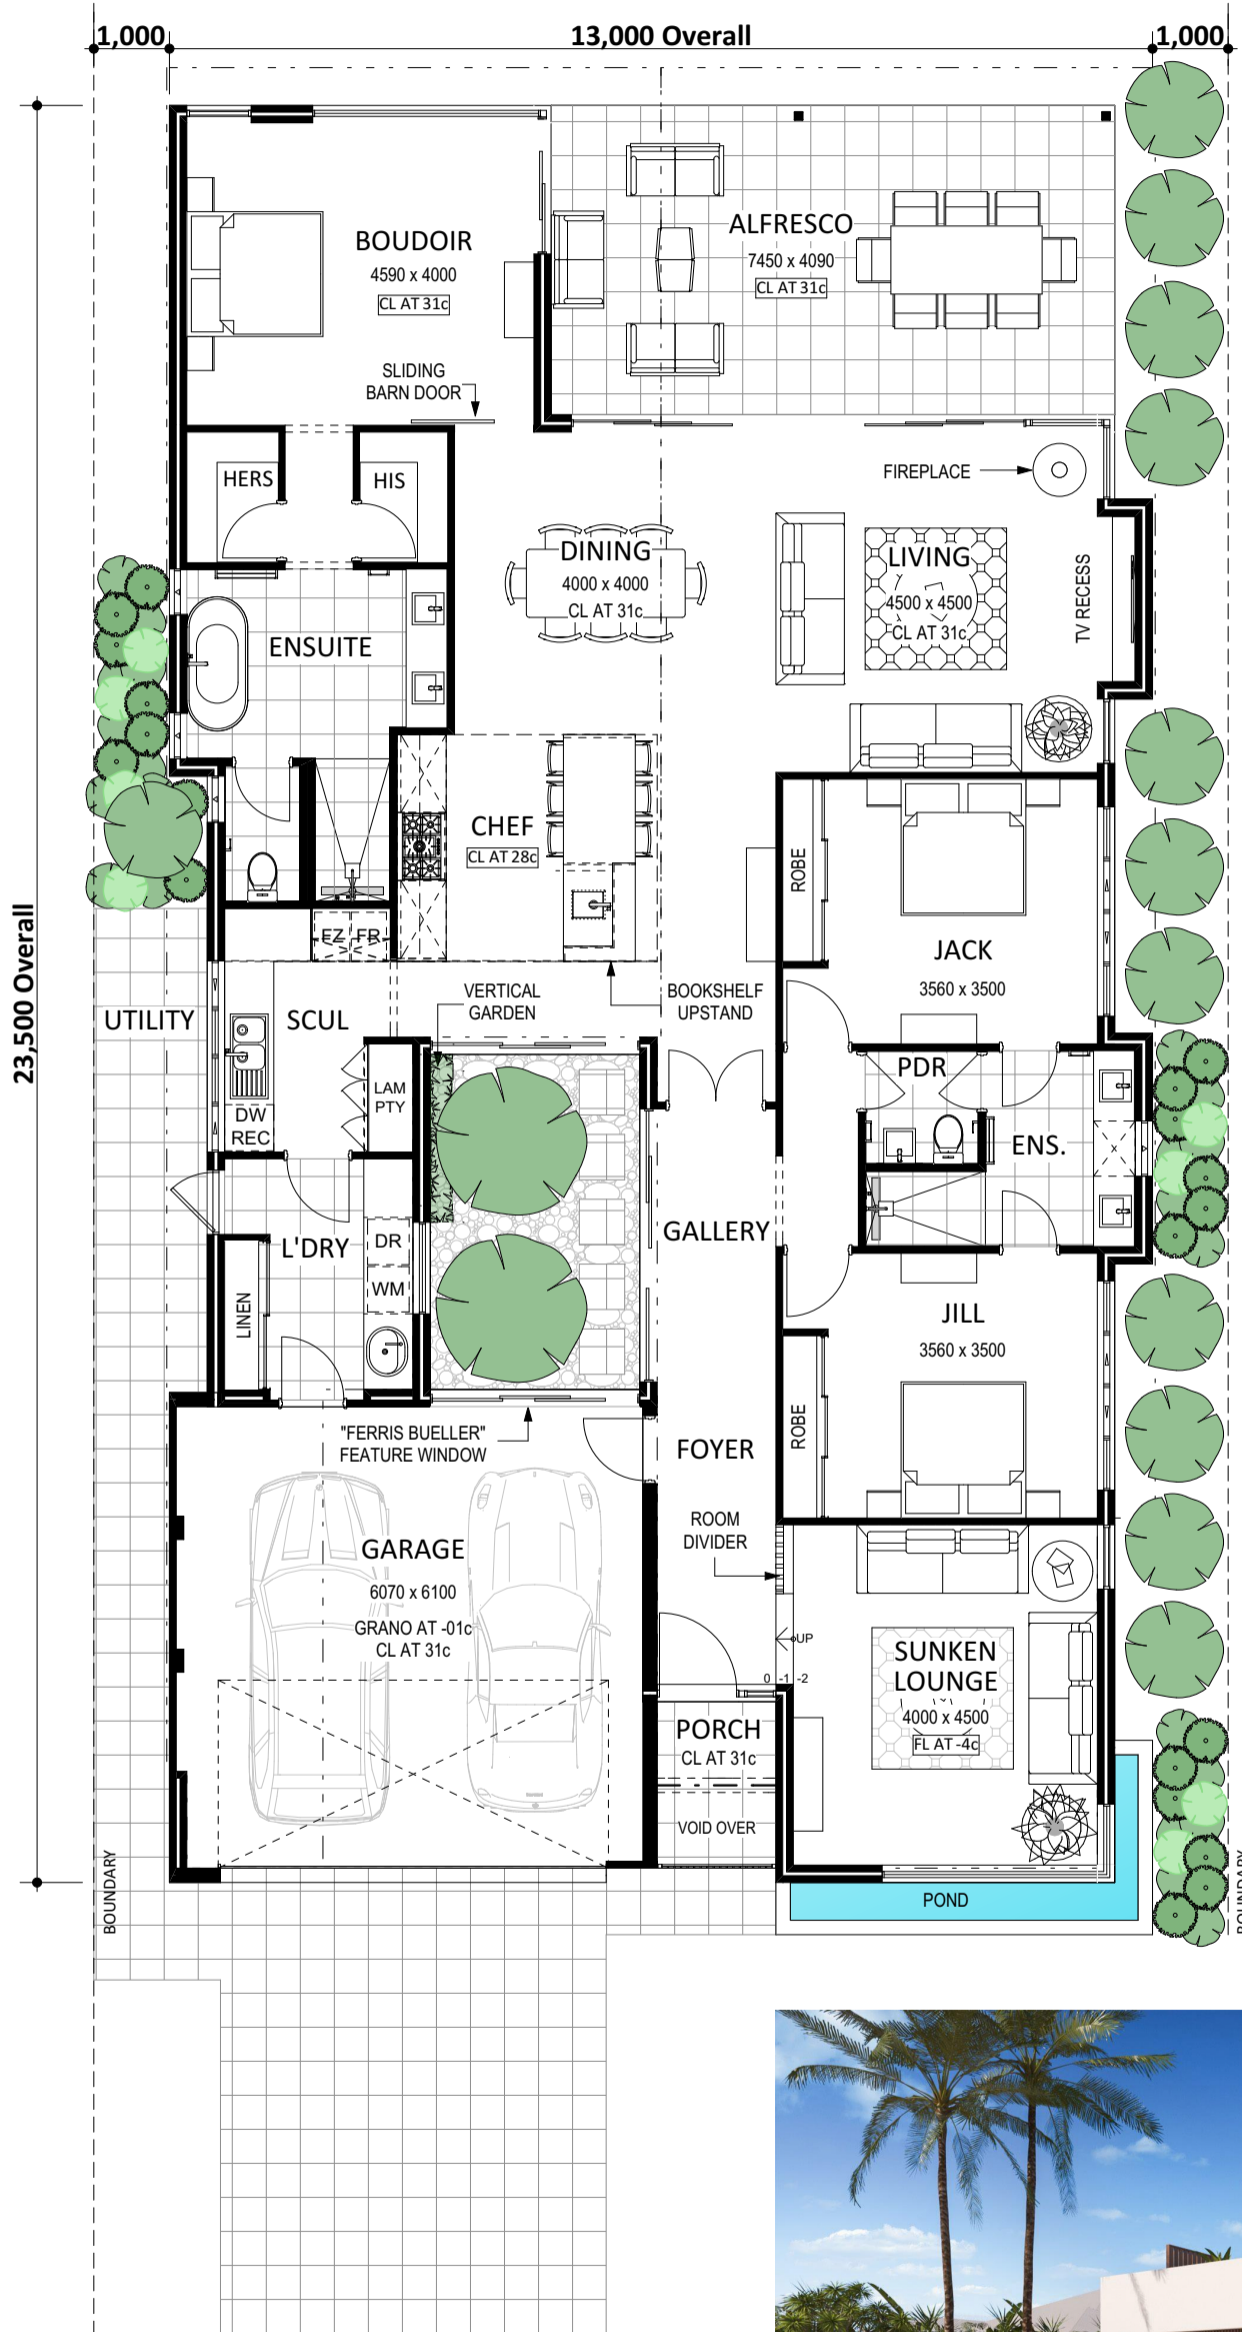 1,000
13,000 Overall
1,000
23,500 Overall
BOUDOIR
4590 x 4000
CL AT 31c
ALFRESCO
7450 x 4090
CL AT 31c
SLIDING
BARN DOOR
HERS
HIS
FIREPLACE
DINING
4000 x 4000
CL AT 31c
LIVING
4500 x 4500
CL AT 31c
TV RECESS
ENSUITE
CHEF
CL AT 28c
ROBE
JACK
3560 x 3500
FZ
FR
UTILITY
SCUL
VERTICAL
GARDEN
BOOKSHELF
UPSTAND
DW
REC
LAM
PTY
PDR
ENS.
GALLERY
L'DRY
DR
WM
LINEN
JILL
3560 x 3500
ROBE
"FERRIS BUELLER"
FEATURE WINDOW
FOYER
ROOM
DIVIDER
GARAGE
6070 x 6100
GRANO AT -01c
CL AT 31c
UP
0 -1 -2
SUNKEN
LOUNGE
4000 x 4500
FL AT -4c
PORCH
CL AT 31c
VOID OVER
POND
BOUNDARY
BOUNDARY